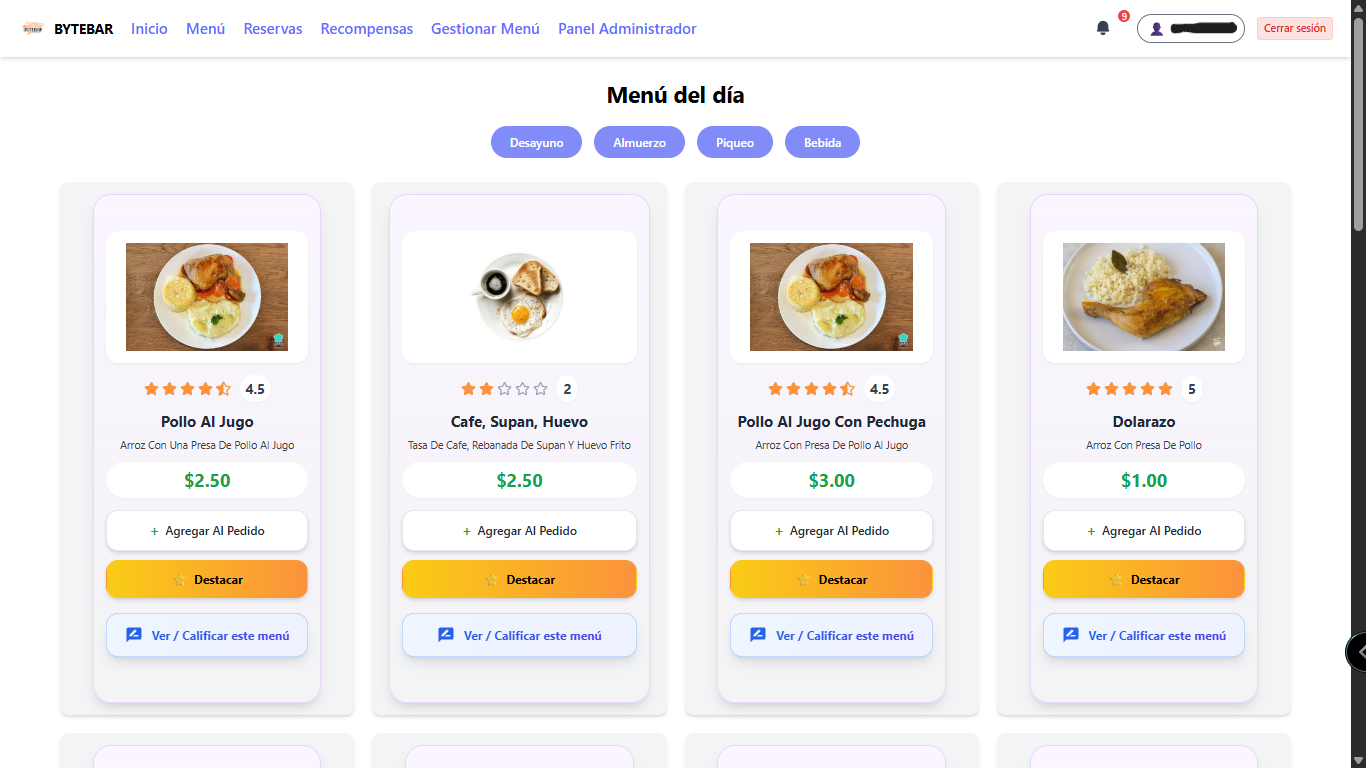 BYTEBAR Inicio Menú Reservas Recompensas Gestionar Menú Panel Administrador 9 Cerrar sesión
Menú del día
Desayuno Almuerzo Piqueo Bebida
4.5 2 4.5 5
Pollo Al Jugo Cafe, Supan, Huevo Pollo Al Jugo Con Pechuga Dolarazo
Arroz Con Una Presa De Pollo Al Jugo Tasa De Cafe, Rebanada De Supan Y Huevo Frito Arroz Con Presa De Pollo Al Jugo Arroz Con Presa De Pollo
$2.50 $2.50 $3.00 $1.00
+ Agregar Al Pedido + Agregar Al Pedido + Agregar Al Pedido + Agregar Al Pedido
Destacar Destacar Destacar Destacar
Ver / Calificar este menú Ver / Calificar este menú Ver / Calificar este menú Ver / Calificar este menú